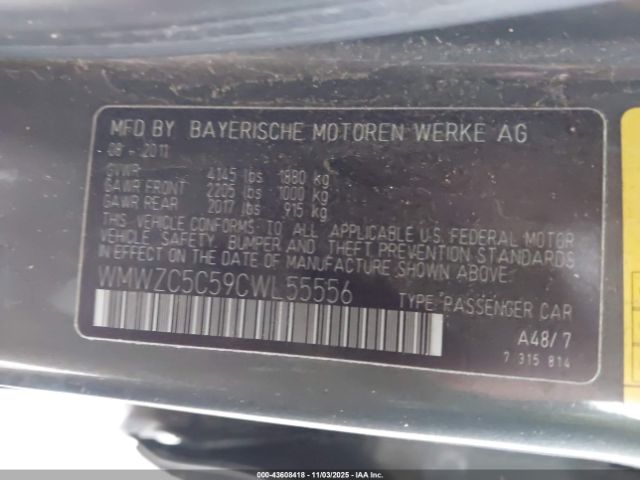 MFD BY BAYERISCHE MOTOREN WERKE AG
08 - 2011
GVWR 4145 lbs 1880 kg
GAWR FRONT 2205 lbs 1000 kg
GAWR REAR 2017 lbs 915 kg
THIS VEHICLE CONFORMS TO ALL APPLICABLE U.S. FEDERAL MOTOR
VEHICLE SAFETY, BUMPER AND THEFT PREVENTION STANDARDS
IN EFFECT ON THE DATE OF MANUFACTURE SHOWN ABOVE.
WMWZC5C59CWL55556 TYPE PASSENGER CAR
A48/ 7
7 315 814
000-43608418 - 11/03/2025 - IAA Inc.